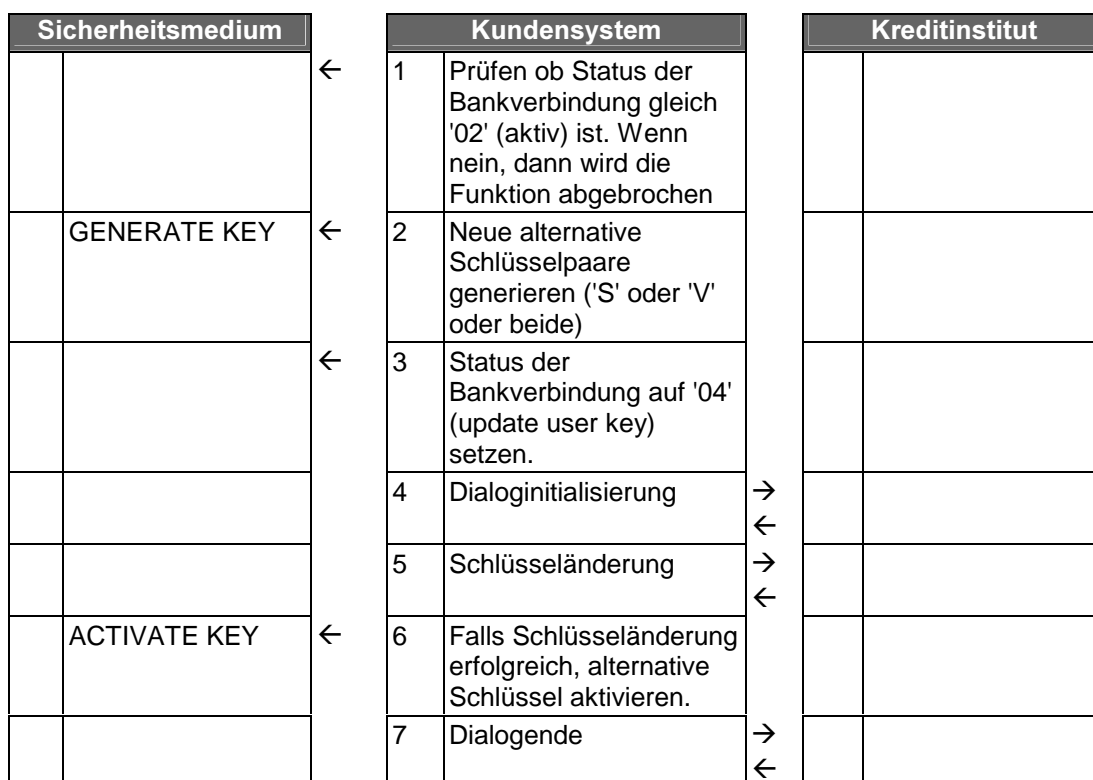 Sicherheitsmedium Kundensystem Kreditinstitut
← 1 Prüfen ob Status der
Bankverbindung gleich
'02' (aktiv) ist. Wenn
nein, dann wird die
Funktion abgebrochen
GENERATE KEY ← 2 Neue alternative
Schlüsselpaare
generieren ('S' oder 'V'
oder beide)
← 3 Status der
Bankverbindung auf '04'
(update user key)
setzen.
4 Dialoginitialisierung →
←
5 Schlüsseländerung →
←
ACTIVATE KEY ← 6 Falls Schlüsseländerung
erfolgreich, alternative
Schlüssel aktivieren.
7 Dialogende →
←